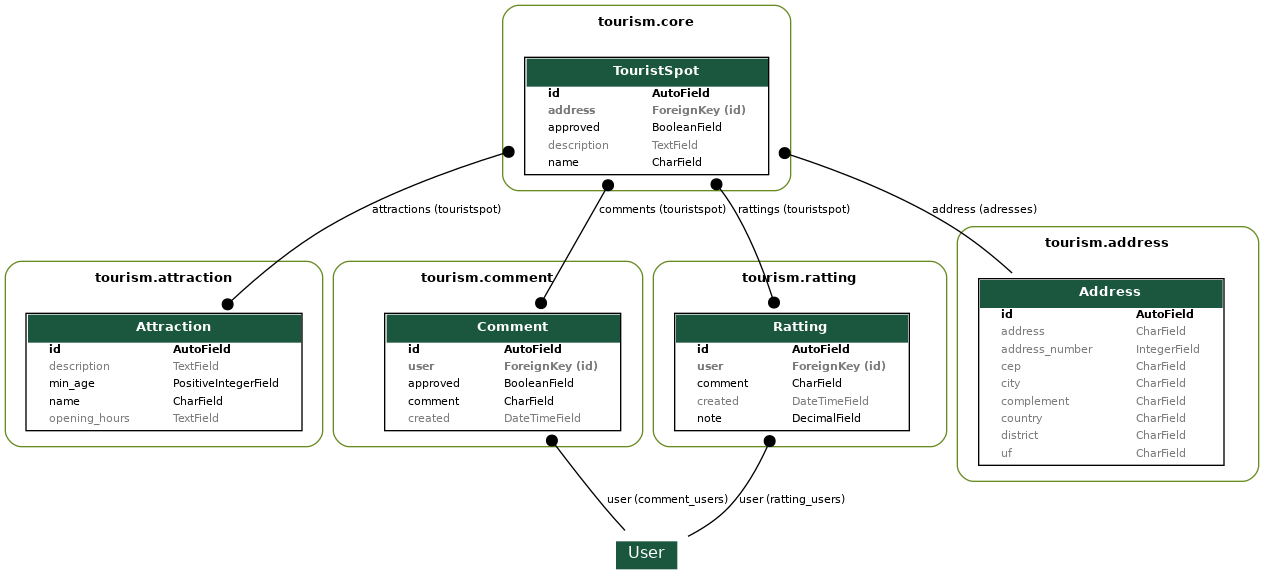 tourism.core
TouristSpot
id AutoField
address ForeignKey (id)
approved BooleanField
description TextField
name CharField
attractions (touristspot)
comments (touristspot)
rattings (touristspot)
address (adresses)
tourism.attraction
Attraction
id AutoField
description TextField
min_age PositiveIntegerField
name CharField
opening_hours TextField
tourism.comment
Comment
id AutoField
user ForeignKey (id)
approved BooleanField
comment CharField
created DateTimeField
tourism.ratting
Ratting
id AutoField
user ForeignKey (id)
comment CharField
created DateTimeField
note DecimalField
tourism.address
Address
id AutoField
address CharField
address_number IntegerField
cep CharField
city CharField
complement CharField
country CharField
district CharField
uf CharField
user (comment_users)
user (ratting_users)
User